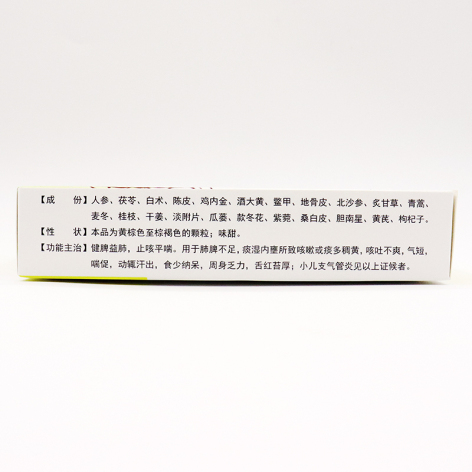 【成　份】人参、茯苓、白术、陈皮、鸡内金、酒大黄、鳖甲、地骨皮、北沙参、炙甘草、青蒿、
麦冬、桂枝、干姜、淡附片、瓜蒌、款冬花、紫菀、桑白皮、胆南星、黄芪、枸杞子。
【性　状】本品为黄棕色至棕褐色的颗粒；味甜。
【功能主治】健脾益肺，止咳平喘。用于肺脾不足，痰湿内壅所致咳嗽或痰多稠黄，咳吐不爽，气短，
喘促，动辄汗出，食少纳呆，周身乏力，舌红苔厚；小儿支气管炎见以上证候者。